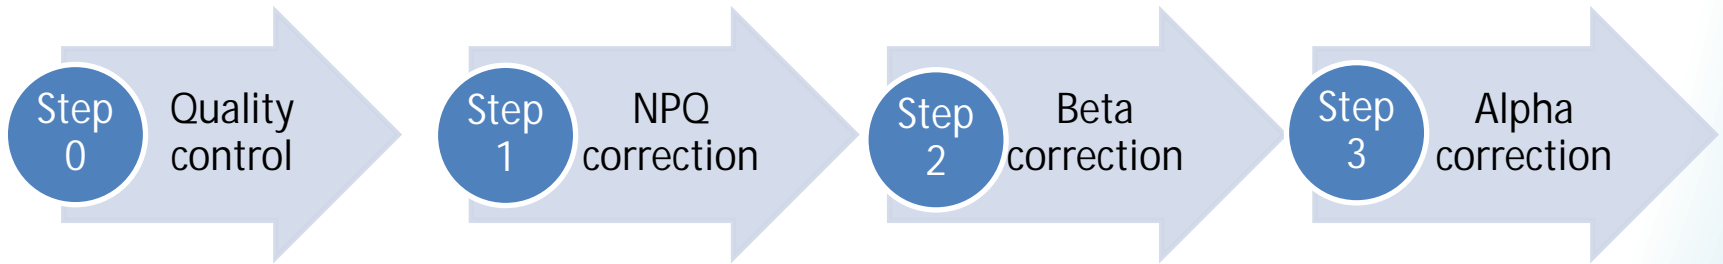 Step
0
Quality
control
Step
1
NPQ
correction
Step
2
Beta
correction
Step
3
Alpha
correction